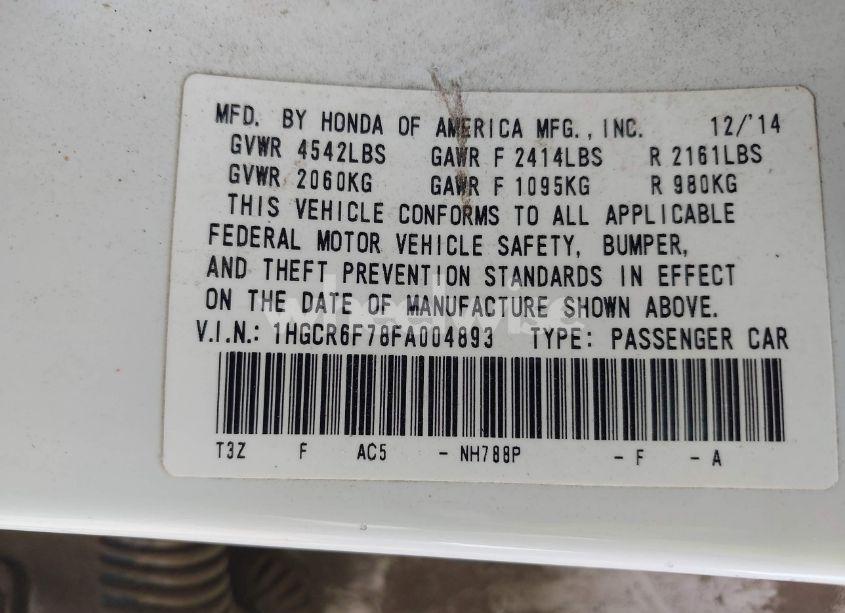 MFD. BY HONDA OF AMERICA MFG., INC. 12/'14
GVWR 4542LBS GAWR F 2414LBS R 2161LBS
GVWR 2060KG GAWR F 1095KG R 980KG
THIS VEHICLE CONFORMS TO ALL APPLICABLE
FEDERAL MOTOR VEHICLE SAFETY, BUMPER,
AND THEFT PREVENTION STANDARDS IN EFFECT
ON THE DATE OF MANUFACTURE SHOWN ABOVE.
V.I.N.: 1HGCR6F78FA004893 TYPE: PASSENGER CAR
T3Z F AC5 - NH788P - F - A